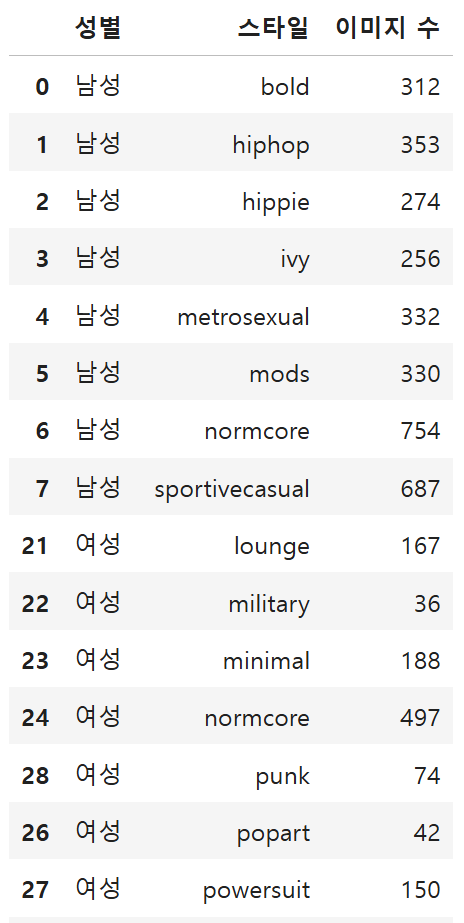 성별 스타일 이미지 수
0 남성 bold 312
1 남성 hiphop 353
2 남성 hippie 274
3 남성 ivy 256
4 남성 metrosexual 332
5 남성 mods 330
6 남성 normcore 754
7 남성 sportivecasual 687
21 여성 lounge 167
22 여성 military 36
23 여성 minimal 188
24 여성 normcore 497
28 여성 punk 74
26 여성 popart 42
27 여성 powersuit 150